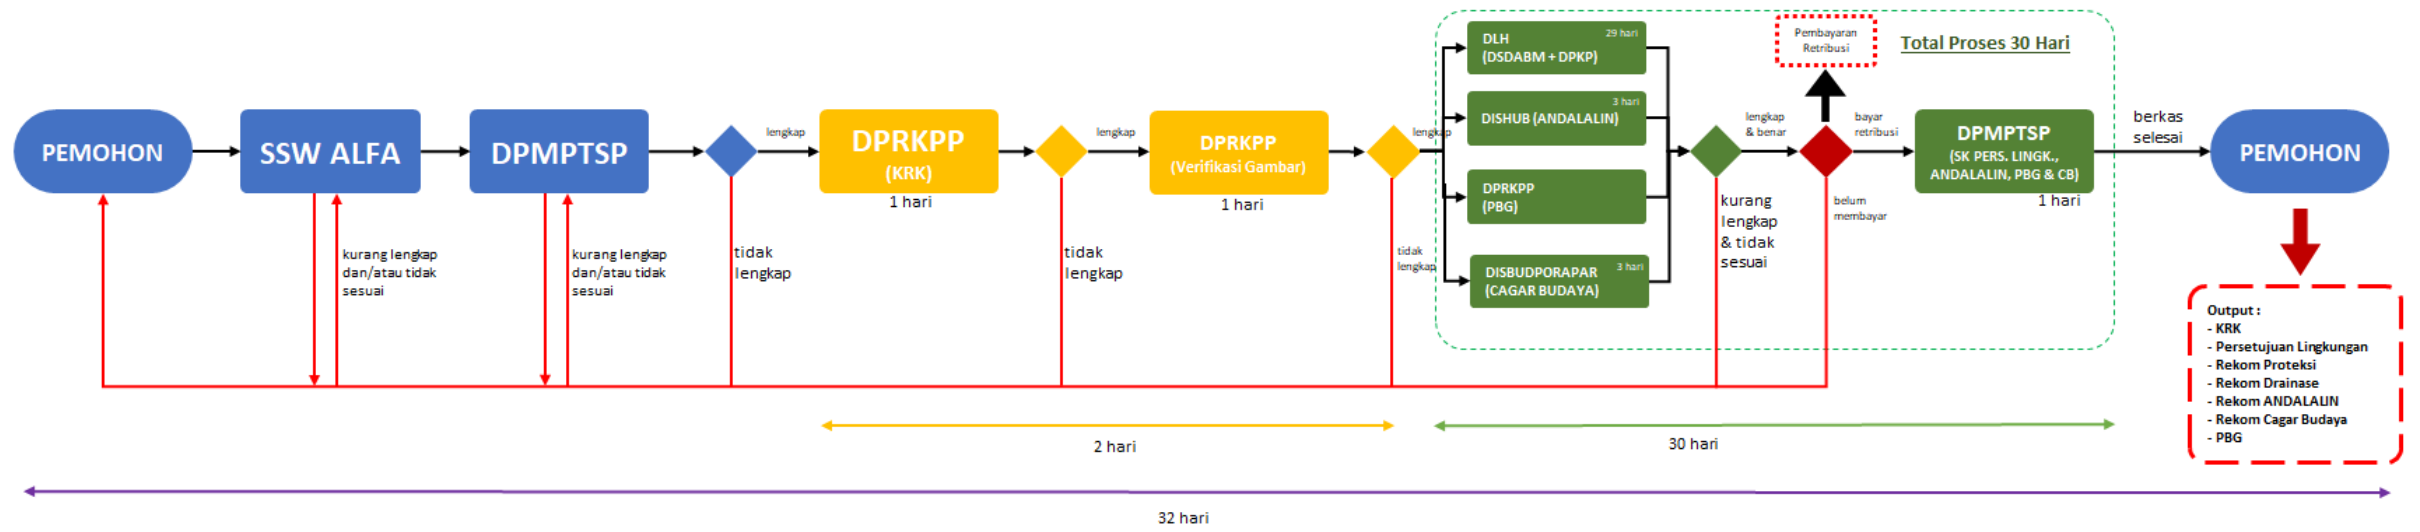 PEMOHON
SSW ALFA
kurang lengkap
dan/atau tidak
sesuai
DPMPTSP
kurang lengkap
dan/atau tidak
sesuai
lengkap
tidak
lengkap
DPRKPP
(KRK)
1 hari
lengkap
tidak
lengkap
DPRKPP
(Verifikasi Gambar)
1 hari
lengkap
tidak
lengkap
DLH
29 hari
(DSDABM + DPKP)
3 hari
DISHUB (ANDALALIN)
DPRKPP
(PBG)
DISBUDPORAPAR
3 hari
(CAGAR BUDAYA)
lengkap
& benar
kurang
lengkap
& tidak
sesuai
Pembayaran
Retribusi
bayar
retribusi
belum
membayar
Total Proses 30 Hari
DPMPTSP
(SK PERS. LINGK.,
ANDALALIN, PBG & CB)
1 hari
berkas
selesai
PEMOHON
Output :
- KRK
- Persetujuan Lingkungan
- Rekom Proteksi
- Rekom Drainase
- Rekom ANDALALIN
- Rekom Cagar Budaya
- PBG
2 hari
30 hari
32 hari